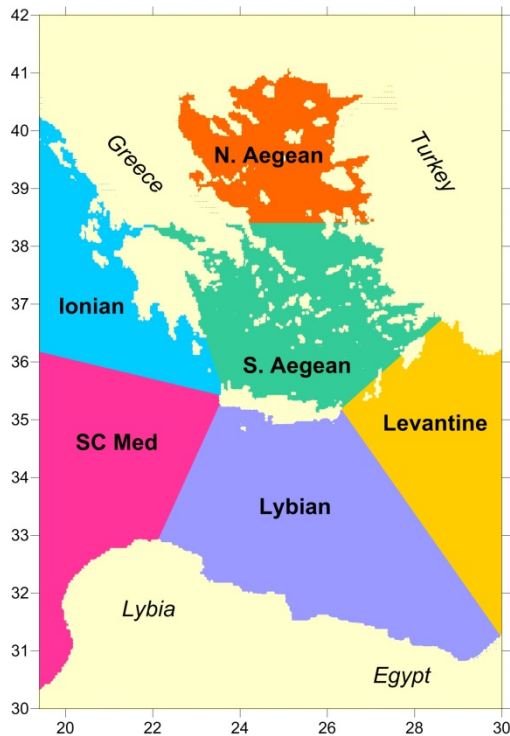 42
41
40
39
38
37
36
35
34
33
32
31
30
20
22
24
26
28
30
Greece
Turkey
N. Aegean
Ionian
S. Aegean
SC Med
Levantine
Lybian
Lybia
Egypt